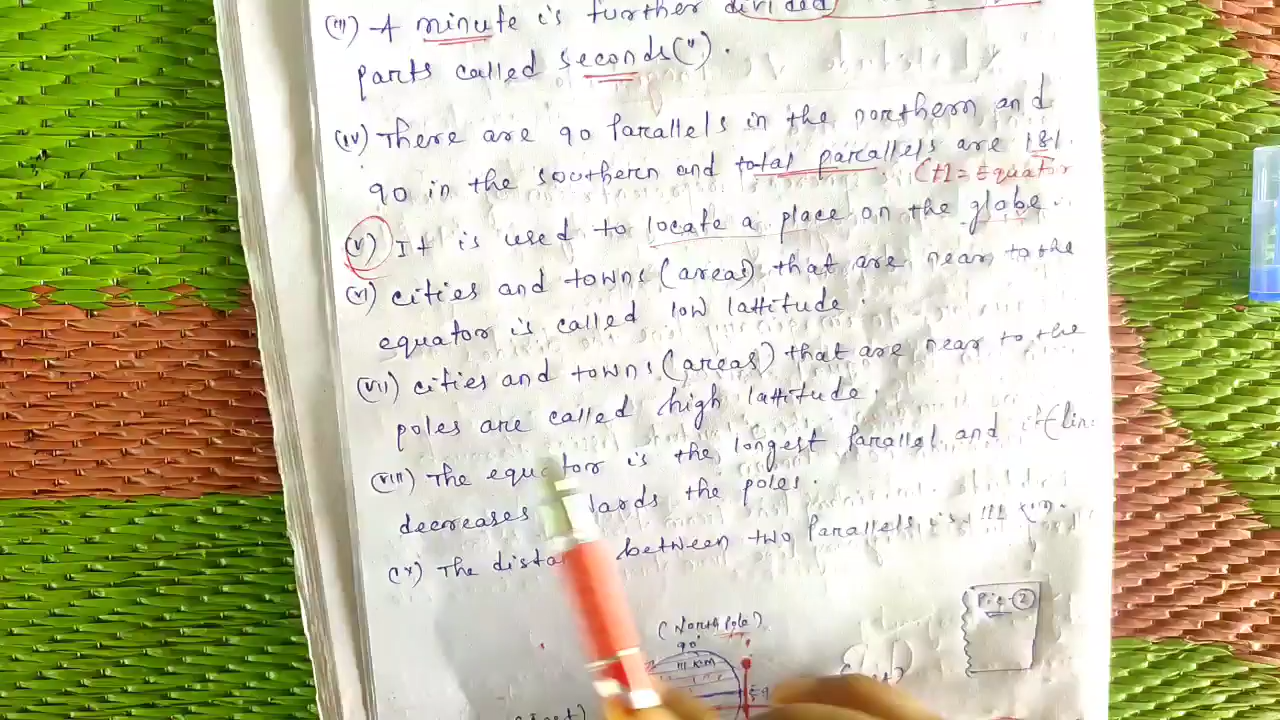 (iii) A minute is further divided
parts called seconds(").
(iv) There are 90 Parallels in the northern and
90 in the southern and total parallels are 181.
(+1 = Equator
(v) It is used to locate a place on the globe.
(vi) cities and towns (areas) that are near to the
equator is called low lattitude.
(vii) cities and towns (areas) that are near to the
poles are called high lattitude.
(viii) The equator is the longest Parallel and it
decreases the poles.
(ix) The between two Parallels is 111 km.
Pic-2
(North Pole)
90°
111 km